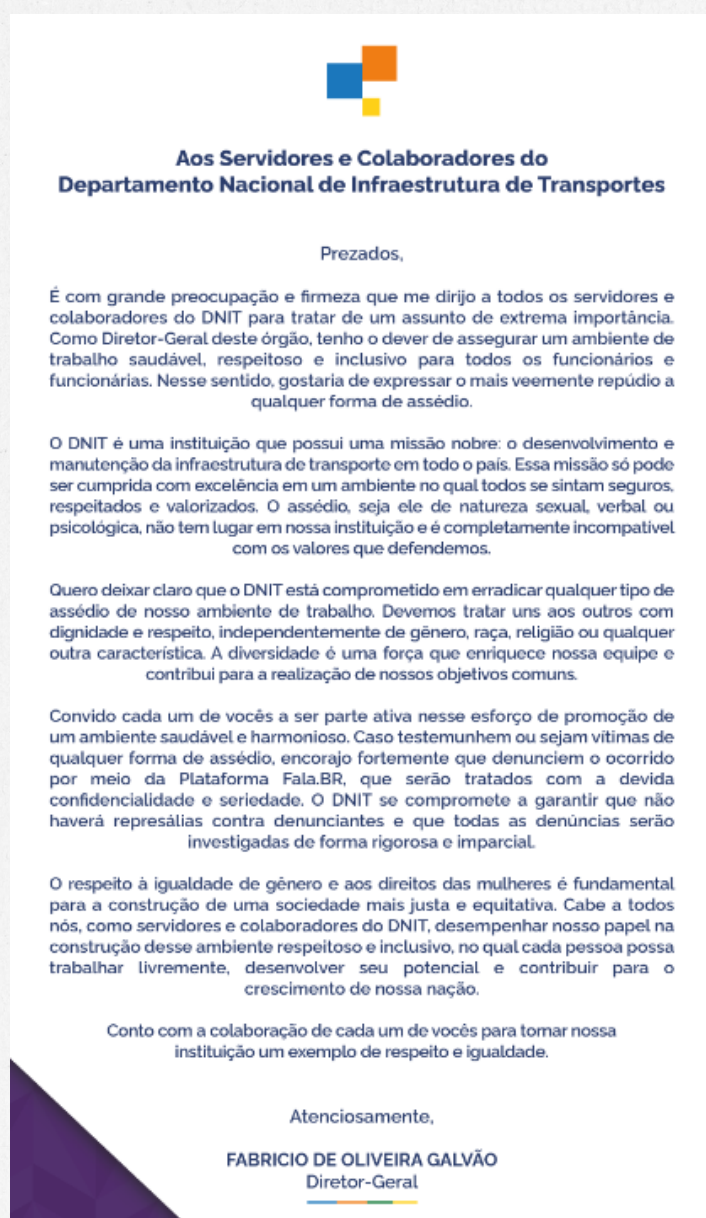 Aos Servidores e Colaboradores do
Departamento Nacional de Infraestrutura de Transportes
Prezados,
É com grande preocupação e firmeza que me dirijo a todos os servidores e
colaboradores do DNIT para tratar de um assunto de extrema importância.
Como Diretor-Geral deste órgão, tenho o dever de assegurar um ambiente de
trabalho saudável, respeitoso e inclusivo para todos os funcionários e
funcionárias. Nesse sentido, gostaria de expressar o mais veemente repúdio a
qualquer forma de assédio.
O DNIT é uma instituição que possui uma missão nobre: o desenvolvimento e
manutenção da infraestrutura de transporte em todo o país. Essa missão só pode
ser cumprida com excelência em um ambiente no qual todos se sintam seguros,
respeitados e valorizados. O assédio, seja ele de natureza sexual, verbal ou
psicológica, não tem lugar em nossa instituição e é completamente incompatível
com os valores que defendemos.
Quero deixar claro que o DNIT está comprometido em erradicar qualquer tipo de
assédio de nosso ambiente de trabalho. Devemos tratar uns aos outros com
dignidade e respeito, independentemente de gênero, raça, religião ou qualquer
outra característica. A diversidade é uma força que enriquece nossa equipe e
contribui para a realização de nossos objetivos comuns.
Convido cada um de vocês a ser parte ativa nesse esforço de promoção de
um ambiente saudável e harmonioso. Caso testemunhem ou sejam vítimas de
qualquer forma de assédio, encorajo fortemente que denunciem o ocorrido
por meio da Plataforma Fala.BR, que serão tratados com a devida
confidencialidade e seriedade. O DNIT se compromete a garantir que não
haverá represálias contra denunciantes e que todas as denúncias serão
investigadas de forma rigorosa e imparcial.
O respeito à igualdade de gênero e aos direitos das mulheres é fundamental
para a construção de uma sociedade mais justa e equitativa. Cabe a todos
nós, como servidores e colaboradores do DNIT, desempenhar nosso papel na
construção desse ambiente respeitoso e inclusivo, no qual cada pessoa possa
trabalhar livremente, desenvolver seu potencial e contribuir para o
crescimento de nossa nação.
Conto com a colaboração de cada um de vocês para tornar nossa
instituição um exemplo de respeito e igualdade.
Atenciosamente,
FABRICIO DE OLIVEIRA GALVÃO
Diretor-Geral